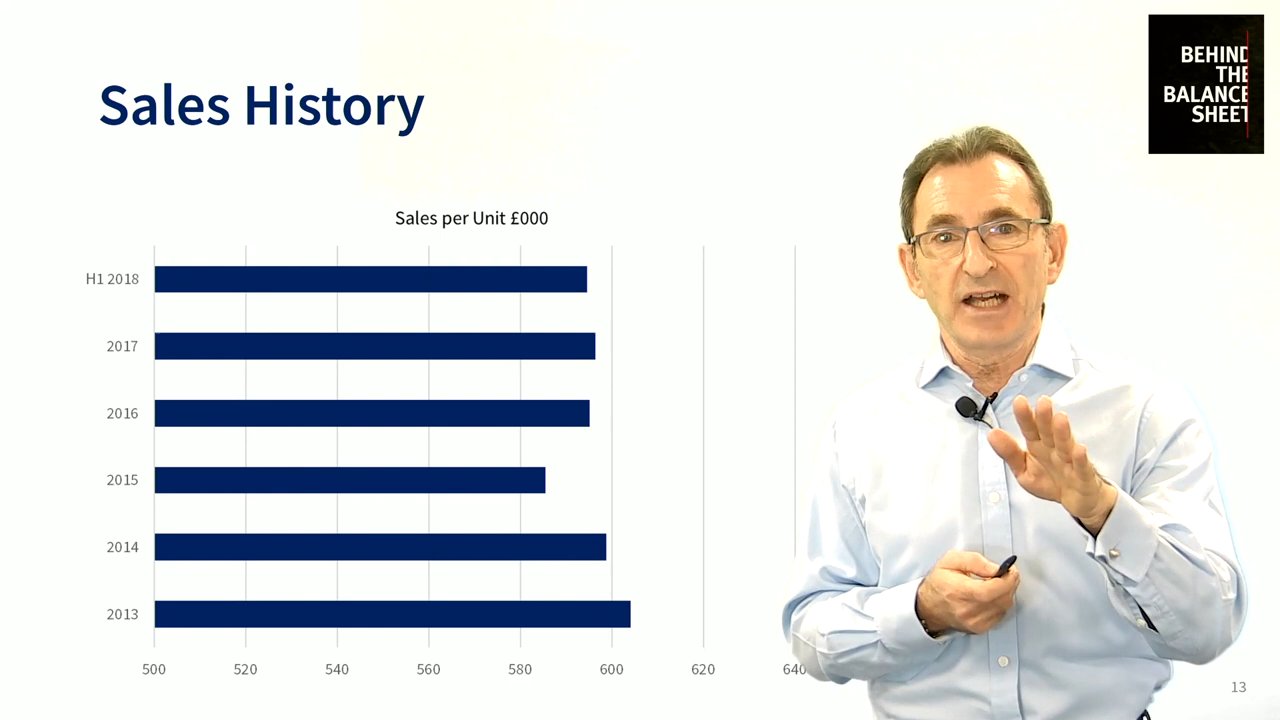 BEHIND
THE
BALANCE
SHEET
Sales History
Sales per Unit £000
H1 2018
2017
2016
2015
2014
2013
500 520 540 560 580 600 620 640
13